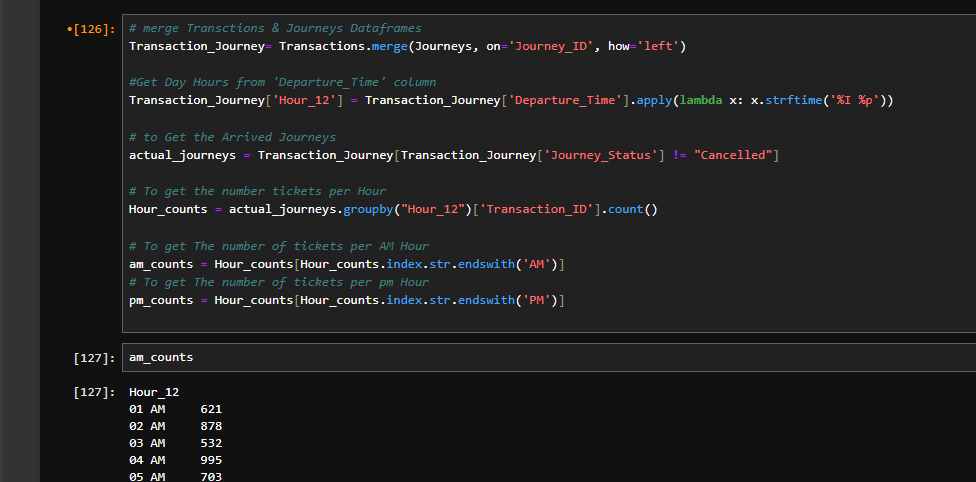 [126]:
# merge Transctions & Journeys Dataframes
Transaction_Journey= Transactions.merge(Journeys, on='Journey_ID', how='left')
#Get Day Hours from 'Departure_Time' column
Transaction_Journey['Hour_12'] = Transaction_Journey['Departure_Time'].apply(lambda x: x.strftime('%I %p'))
# to Get the Arrived Journeys
actual_journeys = Transaction_Journey[Transaction_Journey['Journey_Status'] != "Cancelled"]
# To get the number tickets per Hour
Hour_counts = actual_journeys.groupby("Hour_12")['Transaction_ID'].count()
# To get The number of tickets per AM Hour
am_counts = Hour_counts[Hour_counts.index.str.endswith('AM')]
# To get The number of tickets per pm Hour
pm_counts = Hour_counts[Hour_counts.index.str.endswith('PM')]
[127]: am_counts
[127]: Hour_12
01 AM 621
02 AM 878
03 AM 532
04 AM 995
05 AM 703